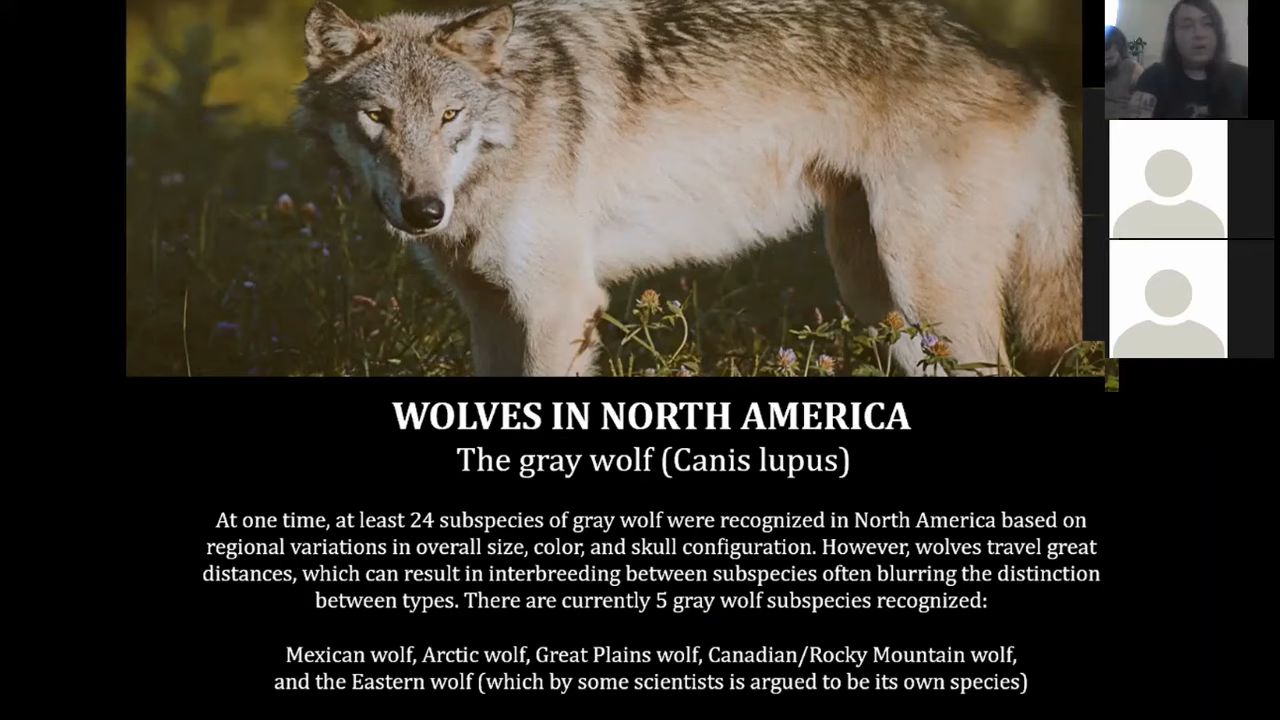 WOLVES IN NORTH AMERICA
The gray wolf (Canis lupus)
At one time, at least 24 subspecies of gray wolf were recognized in North America based on
regional variations in overall size, color, and skull configuration. However, wolves travel great
distances, which can result in interbreeding between subspecies often blurring the distinction
between types. There are currently 5 gray wolf subspecies recognized:
Mexican wolf, Arctic wolf, Great Plains wolf, Canadian/Rocky Mountain wolf,
and the Eastern wolf (which by some scientists is argued to be its own species)